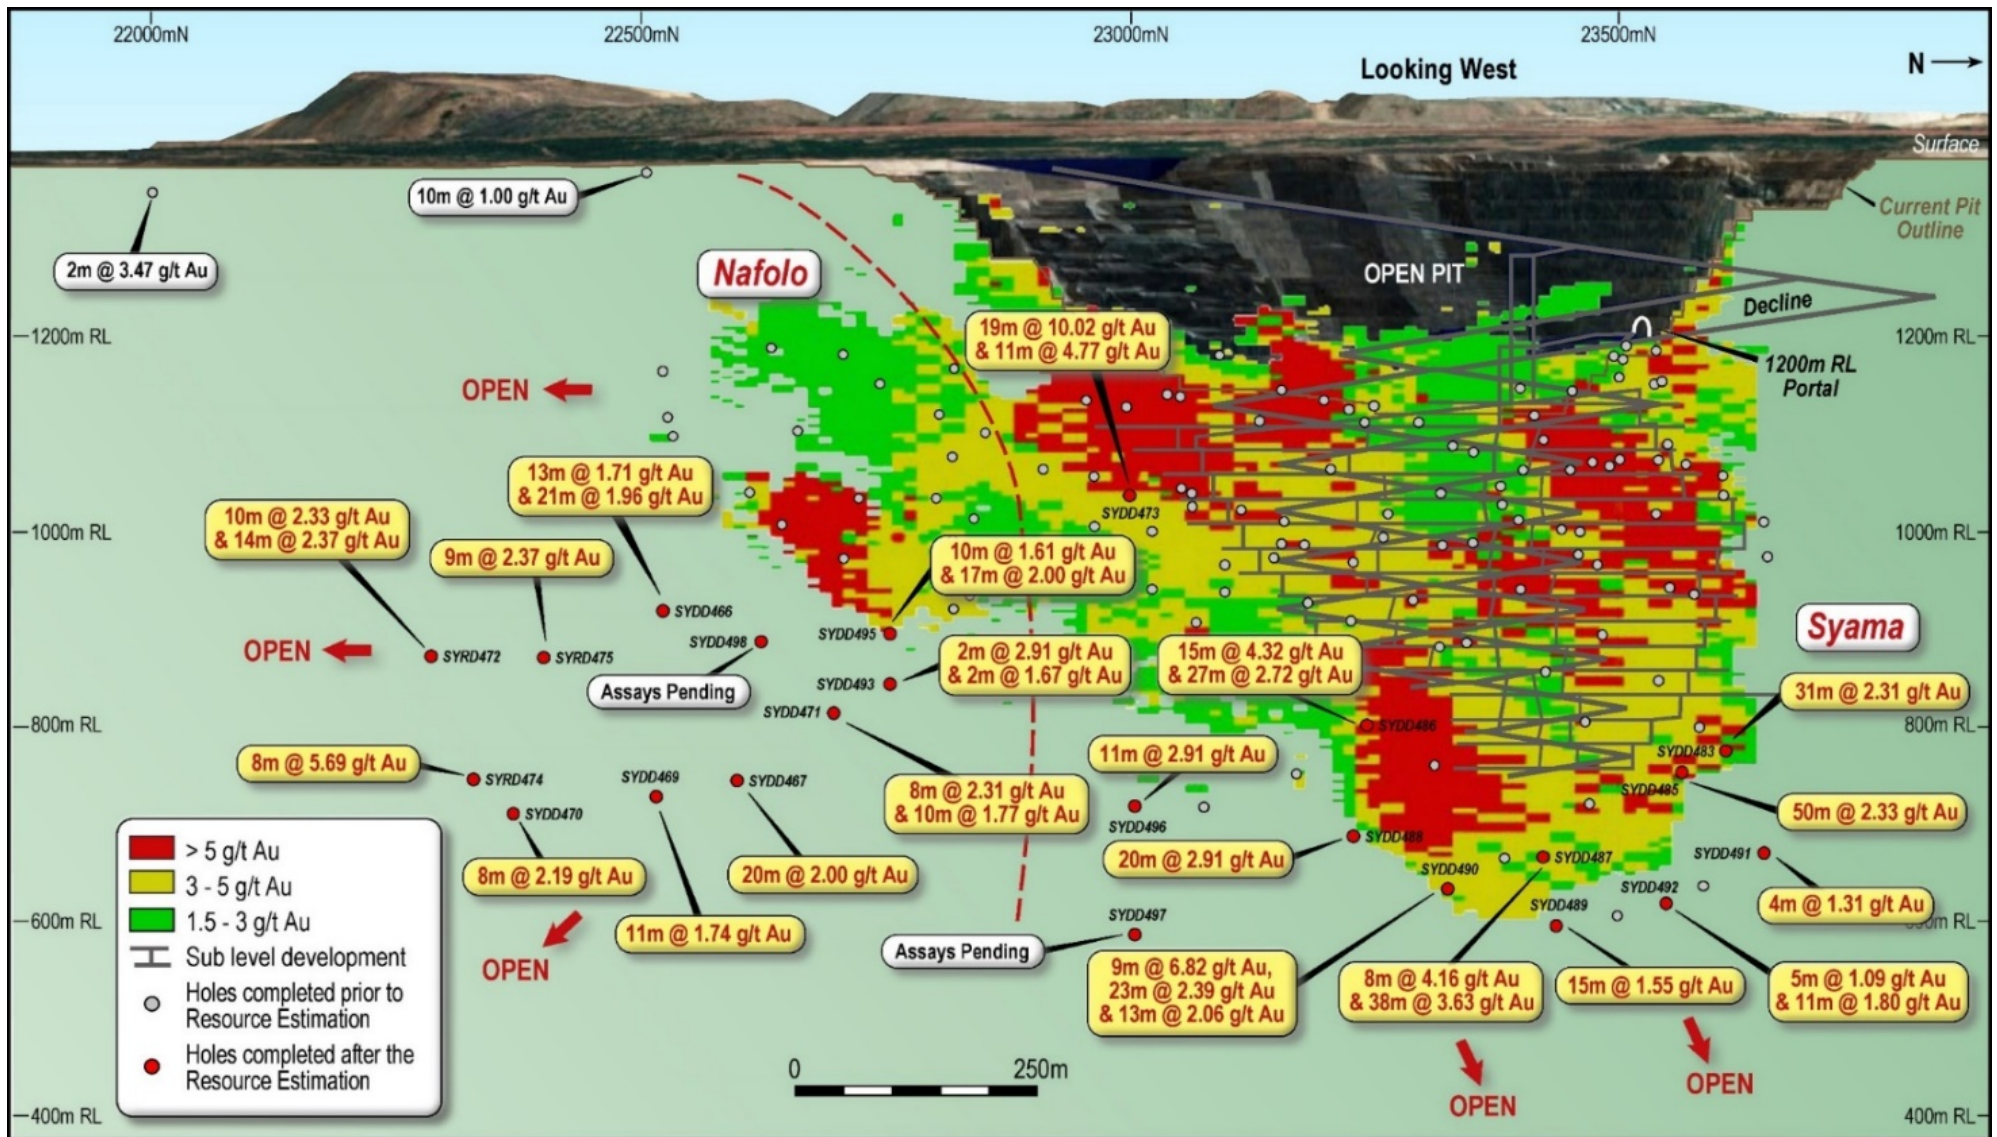 22000mN
22500mN
23000mN
23500mN
Looking West
N
Surface
Current Pit
Outline
10m @ 1.00 g/t Au
2m @ 3.47 g/t Au
Nafolo
OPEN PIT
Decline
1200m RL
1200m RL
19m @ 10.02 g/t Au
& 11m @ 4.77 g/t Au
1200m RL
Portal
OPEN
13m @ 1.71 g/t Au
& 21m @ 1.96 g/t Au
SYDD473
10m @ 2.33 g/t Au
& 14m @ 2.37 g/t Au
1000m RL
1000m RL
9m @ 2.37 g/t Au
10m @ 1.61 g/t Au
& 17m @ 2.00 g/t Au
SYDD466
SYDD498
SYDD495
Syama
OPEN
SYRD472
SYRD475
2m @ 2.91 g/t Au
& 2m @ 1.67 g/t Au
15m @ 4.32 g/t Au
& 27m @ 2.72 g/t Au
Assays Pending
SYDD493
31m @ 2.31 g/t Au
SYDD471
800m RL
SYDD486
800m RL
SYDD483
8m @ 5.69 g/t Au
SYRD474
SYDD469
SYDD467
11m @ 2.91 g/t Au
SYDD485
8m @ 2.31 g/t Au
& 10m @ 1.77 g/t Au
SYDD470
SYDD496
50m @ 2.33 g/t Au
SYDD488
> 5 g/t Au
3 - 5 g/t Au
1.5 - 3 g/t Au
Sub level development
Holes completed prior to
Resource Estimation
Holes completed after the
Resource Estimation
8m @ 2.19 g/t Au
20m @ 2.00 g/t Au
20m @ 2.91 g/t Au
SYDD490
SYDD487
SYDD491
SYDD492
SYDD489
4m @ 1.31 g/t Au
600m RL
11m @ 1.74 g/t Au
SYDD497
Assays Pending
OPEN
9m @ 6.82 g/t Au,
23m @ 2.39 g/t Au
& 13m @ 2.06 g/t Au
8m @ 4.16 g/t Au
& 38m @ 3.63 g/t Au
15m @ 1.55 g/t Au
5m @ 1.09 g/t Au
& 11m @ 1.80 g/t Au
0
250m
OPEN
OPEN
400m RL
400m RL